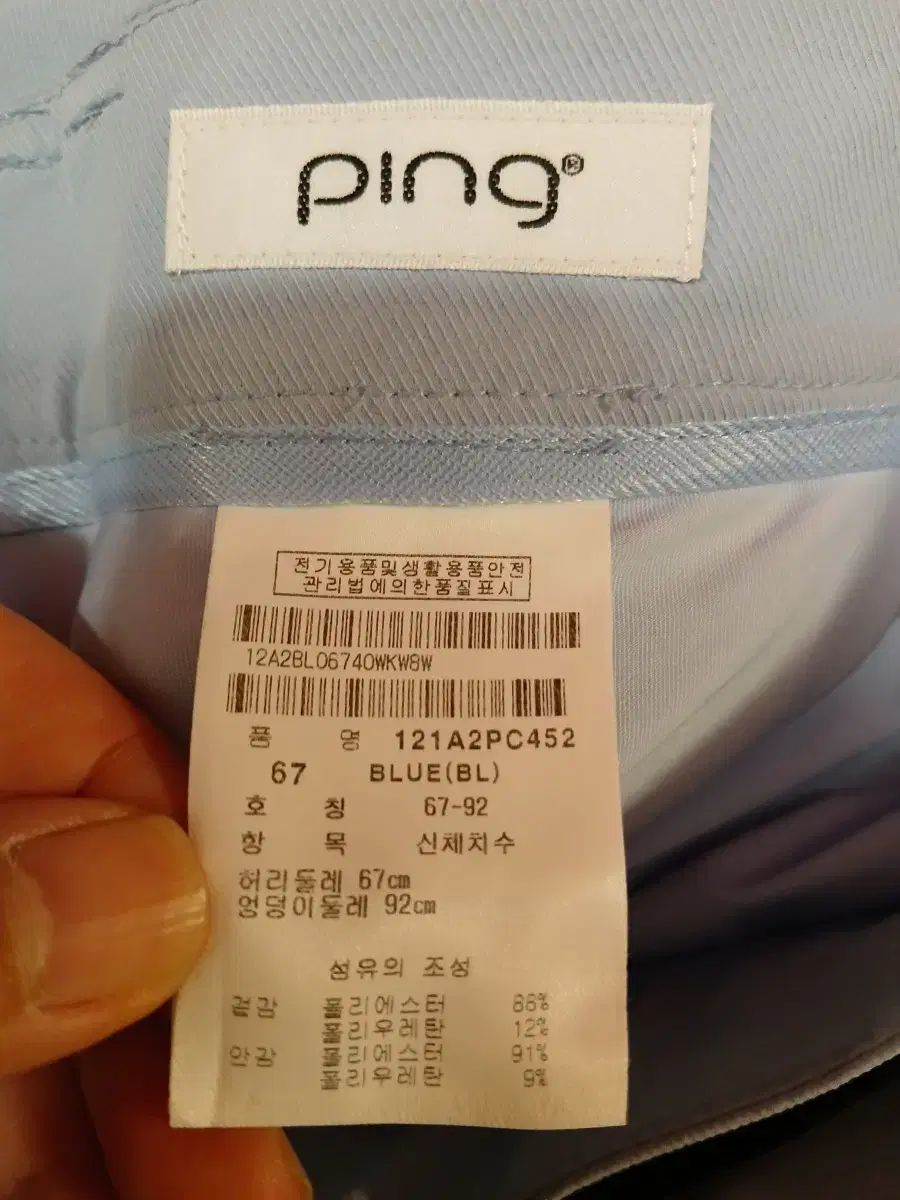 ping®
전기용품및생활용품안전
관리법에의한품질표시
12A2BL06740WKW8W
품 명 121A2PC452
67 BLUE(BL)
호 칭 67-92
항 목 신체치수
허리둘레 67cm
엉덩이둘레 92cm
섬유의 조성
겉감 폴리에스터 88%
폴리우레탄 12%
안감 폴리에스터 91%
폴리우레탄 9%